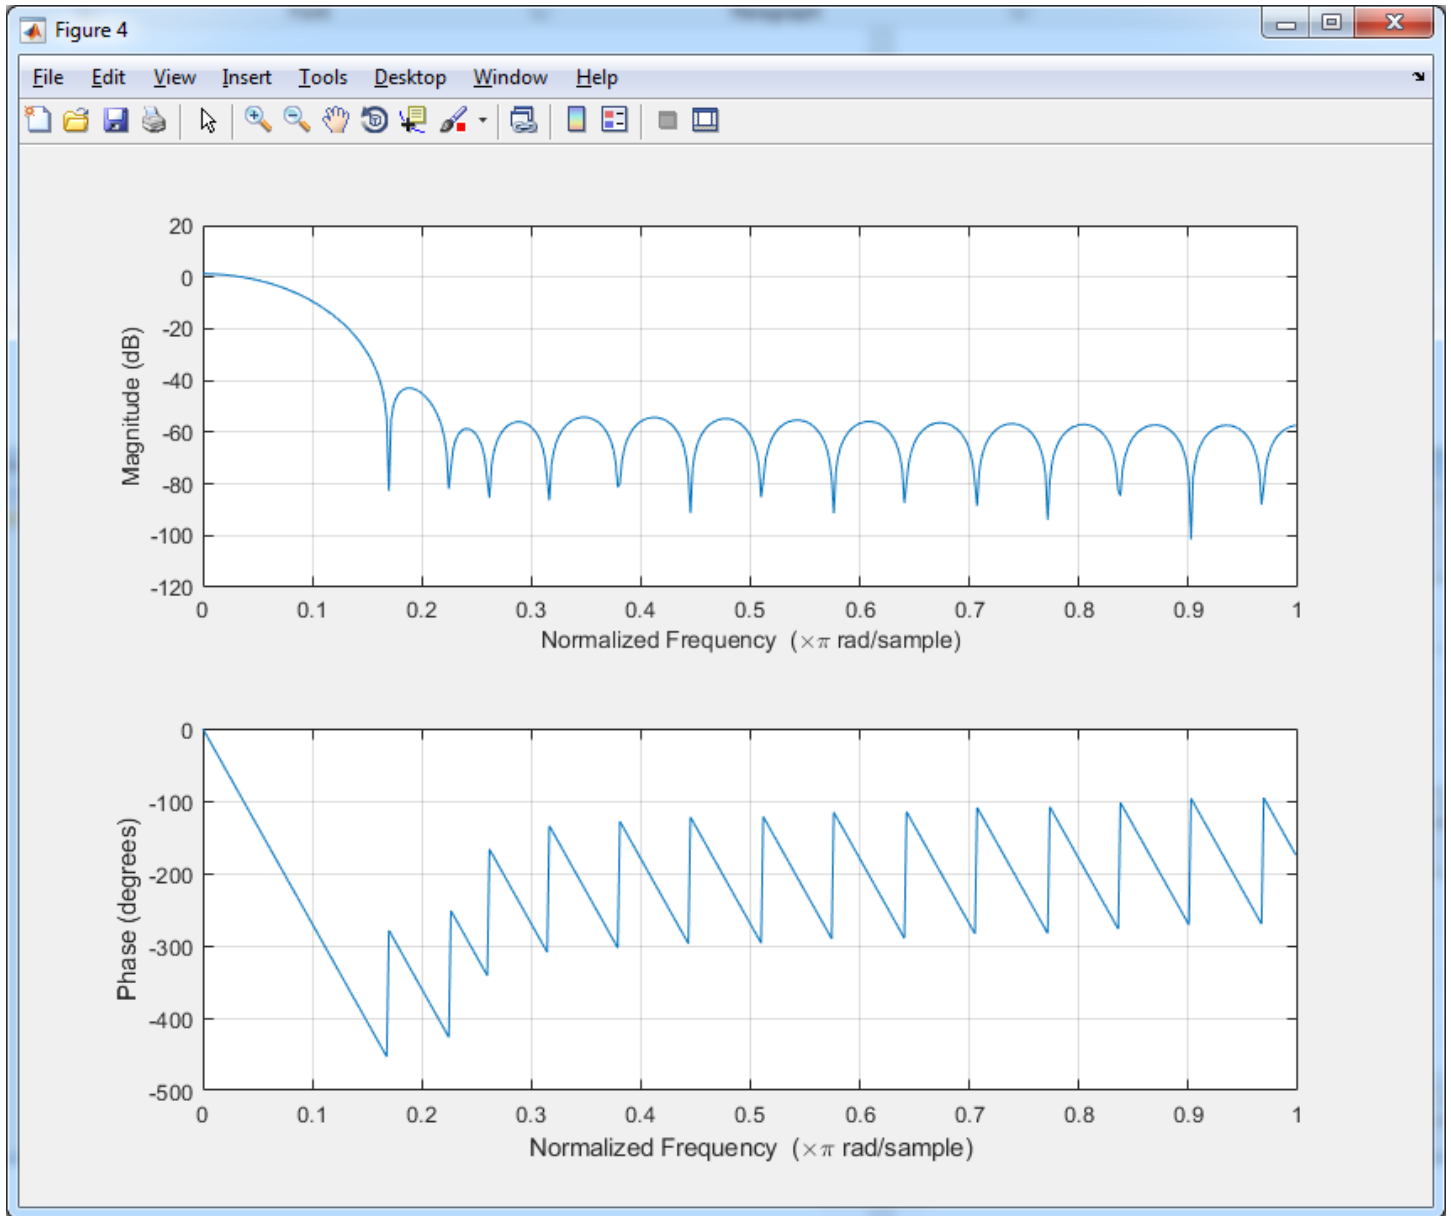 Figure 4
File Edit View Insert Tools Desktop Window Help
20
0
-20
-40
-60
-80
-100
-120
Magnitude (dB)
0 0.1 0.2 0.3 0.4 0.5 0.6 0.7 0.8 0.9 1
Normalized Frequency (×π rad/sample)
0
-100
-200
-300
-400
-500
Phase (degrees)
0 0.1 0.2 0.3 0.4 0.5 0.6 0.7 0.8 0.9 1
Normalized Frequency (×π rad/sample)